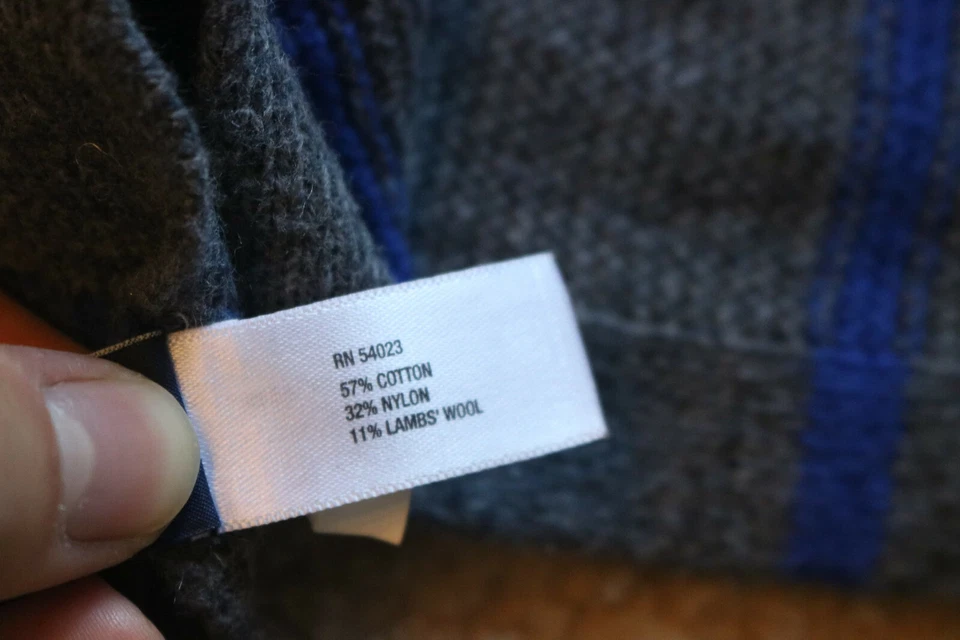 RN 54023
57% COTTON
32% NYLON
11% LAMBS' WOOL